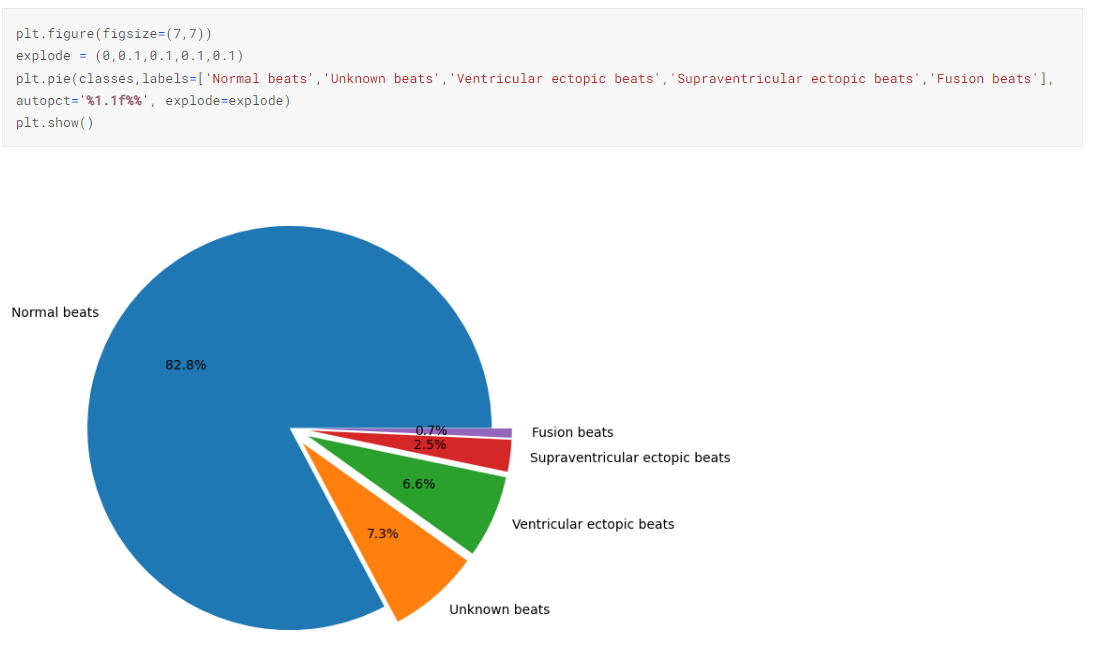 plt.figure(figsize=(7,7))
explode = (0,0.1,0.1,0.1,0.1)
plt.pie(classes,labels=['Normal beats','Unknown beats','Ventricular ectopic beats','Supraventricular ectopic beats','Fusion beats'],
autopct='%1.1f%%', explode=explode)
plt.show()
Normal beats
82.8%
0.7%
Fusion beats
2.5%
Supraventricular ectopic beats
6.6%
Ventricular ectopic beats
7.3%
Unknown beats